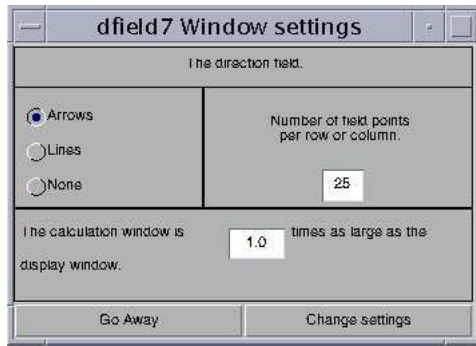 dfield7 Window settings
The direction field.
Arrows
Lines
None
Number of field points
per row or column.
25
The calculation window is 1.0 times as large as the
display window.
Go Away
Change settings